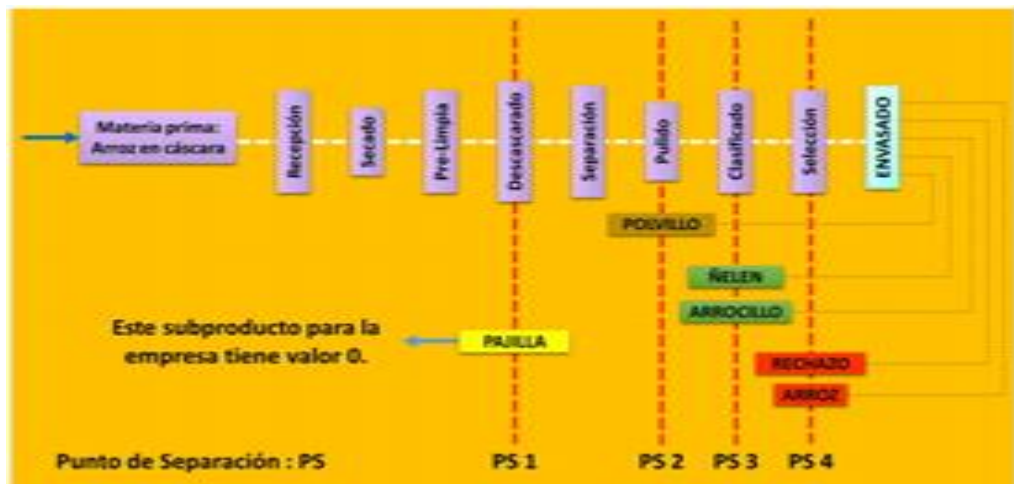 Materia prima:
Arroz en cáscara
Recepción
Secado
Pre-Limpia
Descascarado
Separación
Pulido
Clasificado
Selección
ENVASADO
POLVILLO
ÑELEN
ARROCILLO
Este subproducto para la
empresa tiene valor 0.
PAJILLA
RECHAZO
ARROZ
Punto de Separación : PS
PS 1
PS 2
PS 3
PS 4